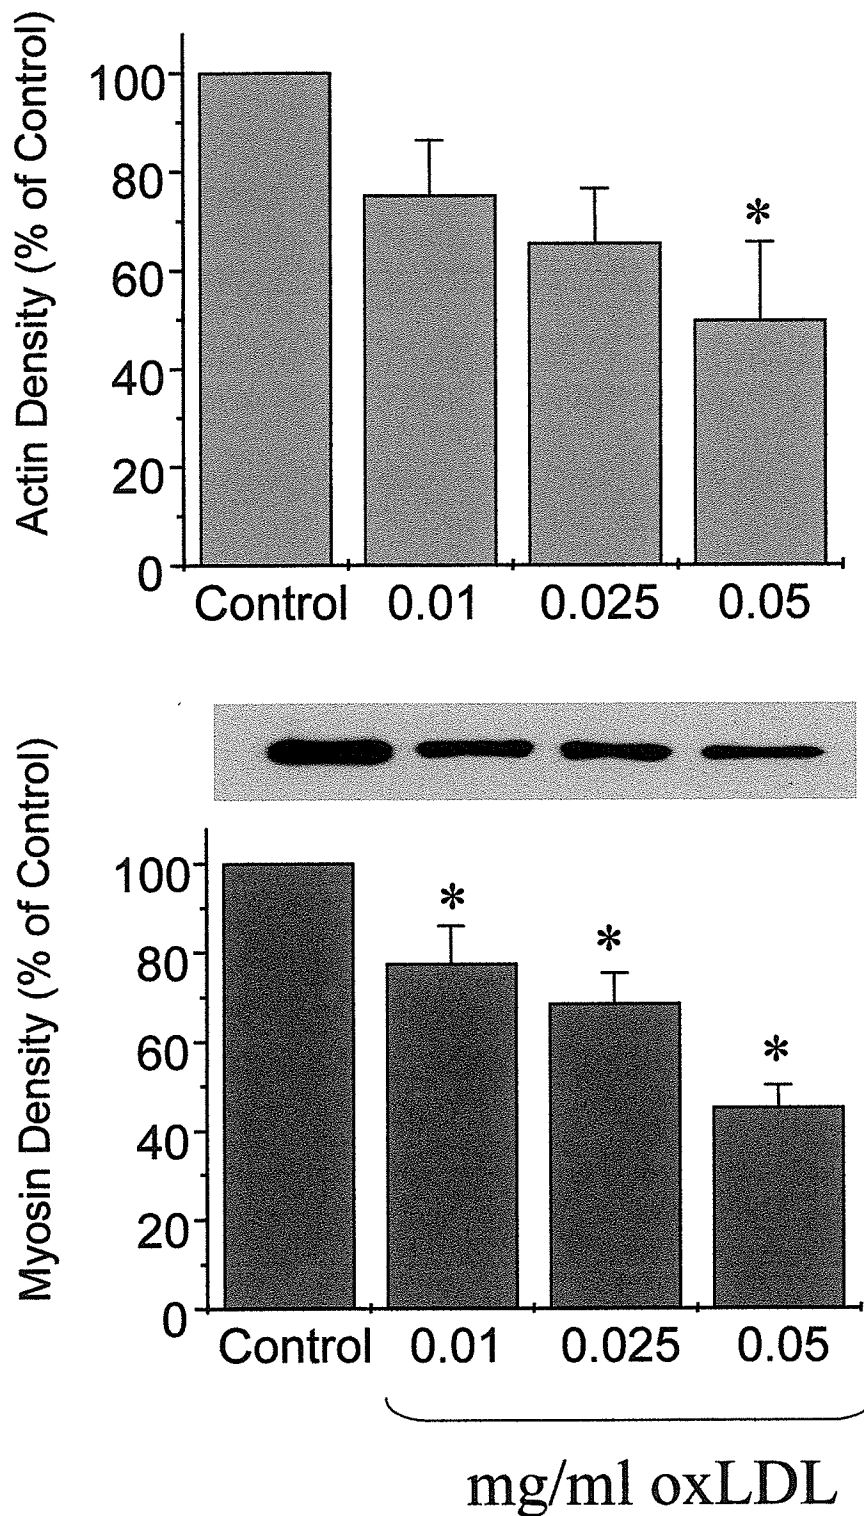 Actin Density (% of Control)
100
80
60
40
20
0
*
Control 0.01 0.025 0.05
Myosin Density (% of Control)
100
80
60
40
20
0
* * *
Control 0.01 0.025 0.05
mg/ml oxLDL